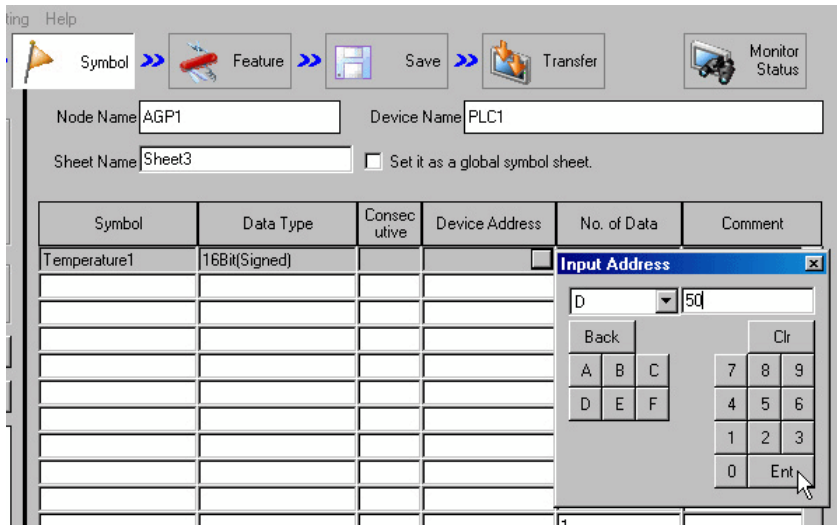 ting Help
Symbol Feature Save Transfer Monitor
Status
Node Name AGP1 Device Name PLC1
Sheet Name Sheet3 Set it as a global symbol sheet.
Symbol Data Type Consec
utive Device Address No. of Data Comment
Temperature1 16Bit(Signed)
Input Address
D 50
Back Clr
A B C 7 8 9
D E F 4 5 6
1 2 3
0 Ent
1